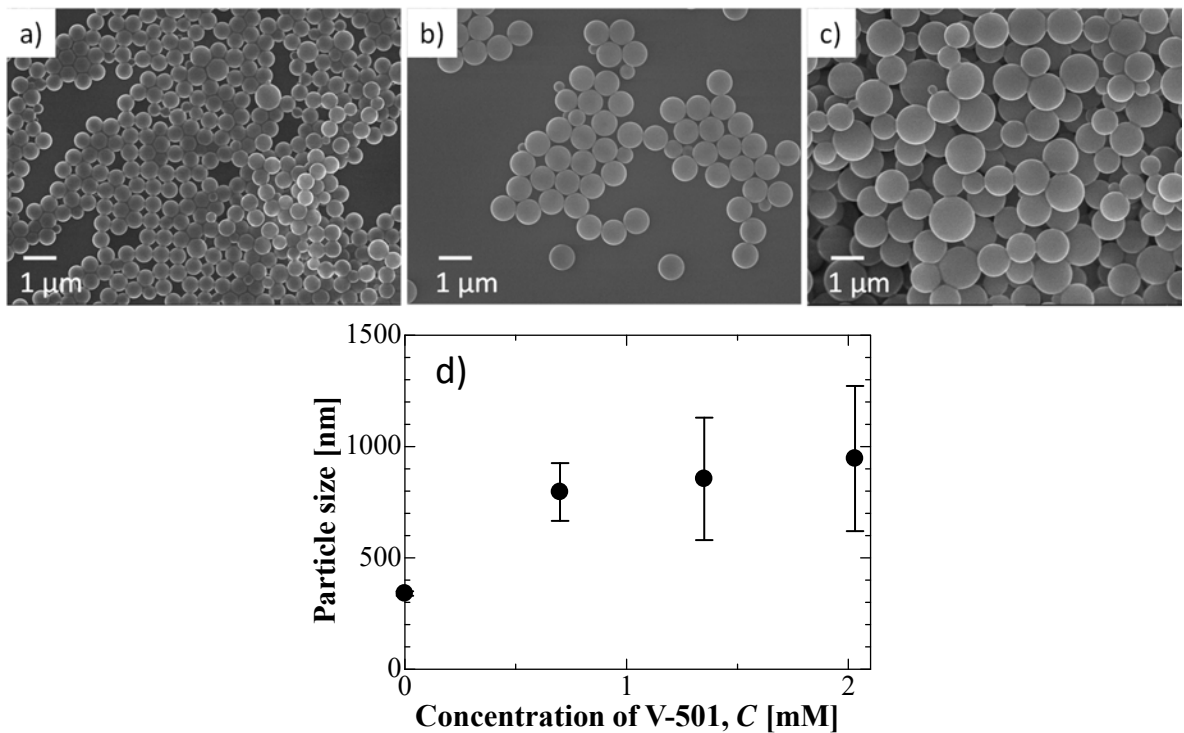 a)
b)
c)
1 μm
1 μm
1 μm
d)
1500
1000
500
0
Particle size [nm]
0
1
2
Concentration of V-501, C [mM]